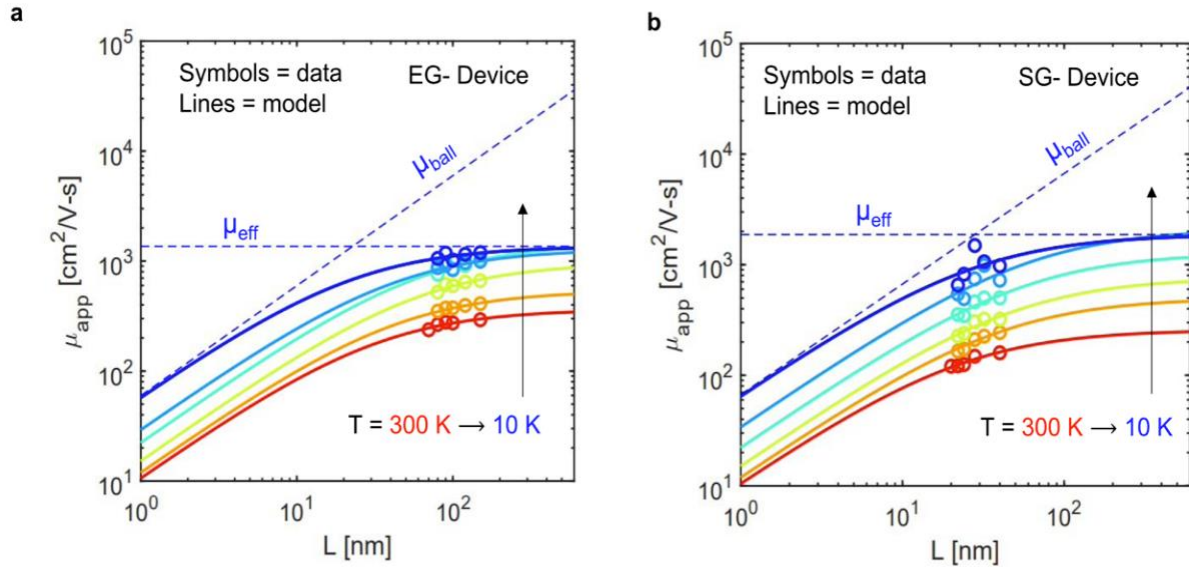 a
10^5
10^4
10^3
10^2
10^1
μ_app [cm^2/V-s]
Symbols = data
Lines = model
EG- Device
μ_ball
μ_eff
T = 300 K → 10 K
10^0
10^1
10^2
L [nm]
b
10^5
10^4
10^3
10^2
10^1
μ_app [cm^2/V-s]
Symbols = data
Lines = model
SG- Device
μ_ball
μ_eff
T = 300 K → 10 K
10^0
10^1
10^2
L [nm]